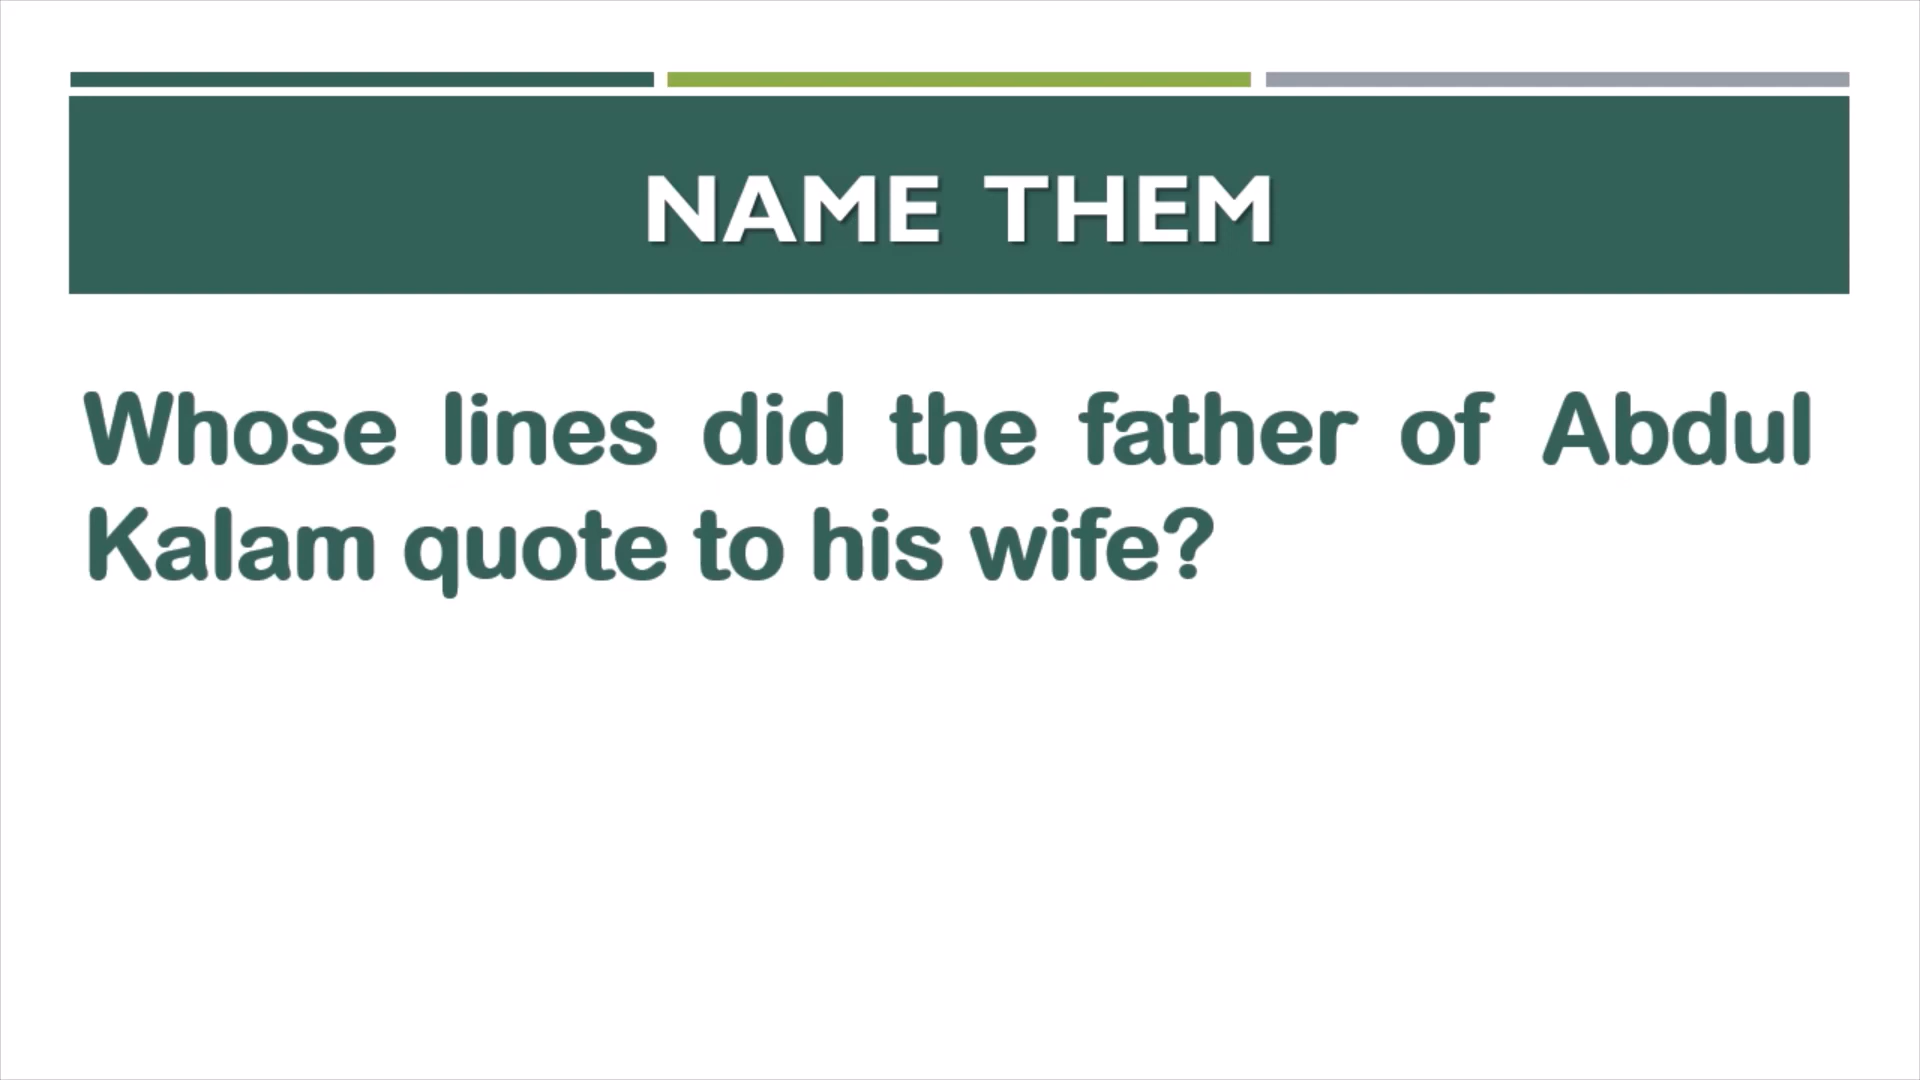 NAME THEM
Whose lines did the father of Abdul
Kalam quote to his wife?